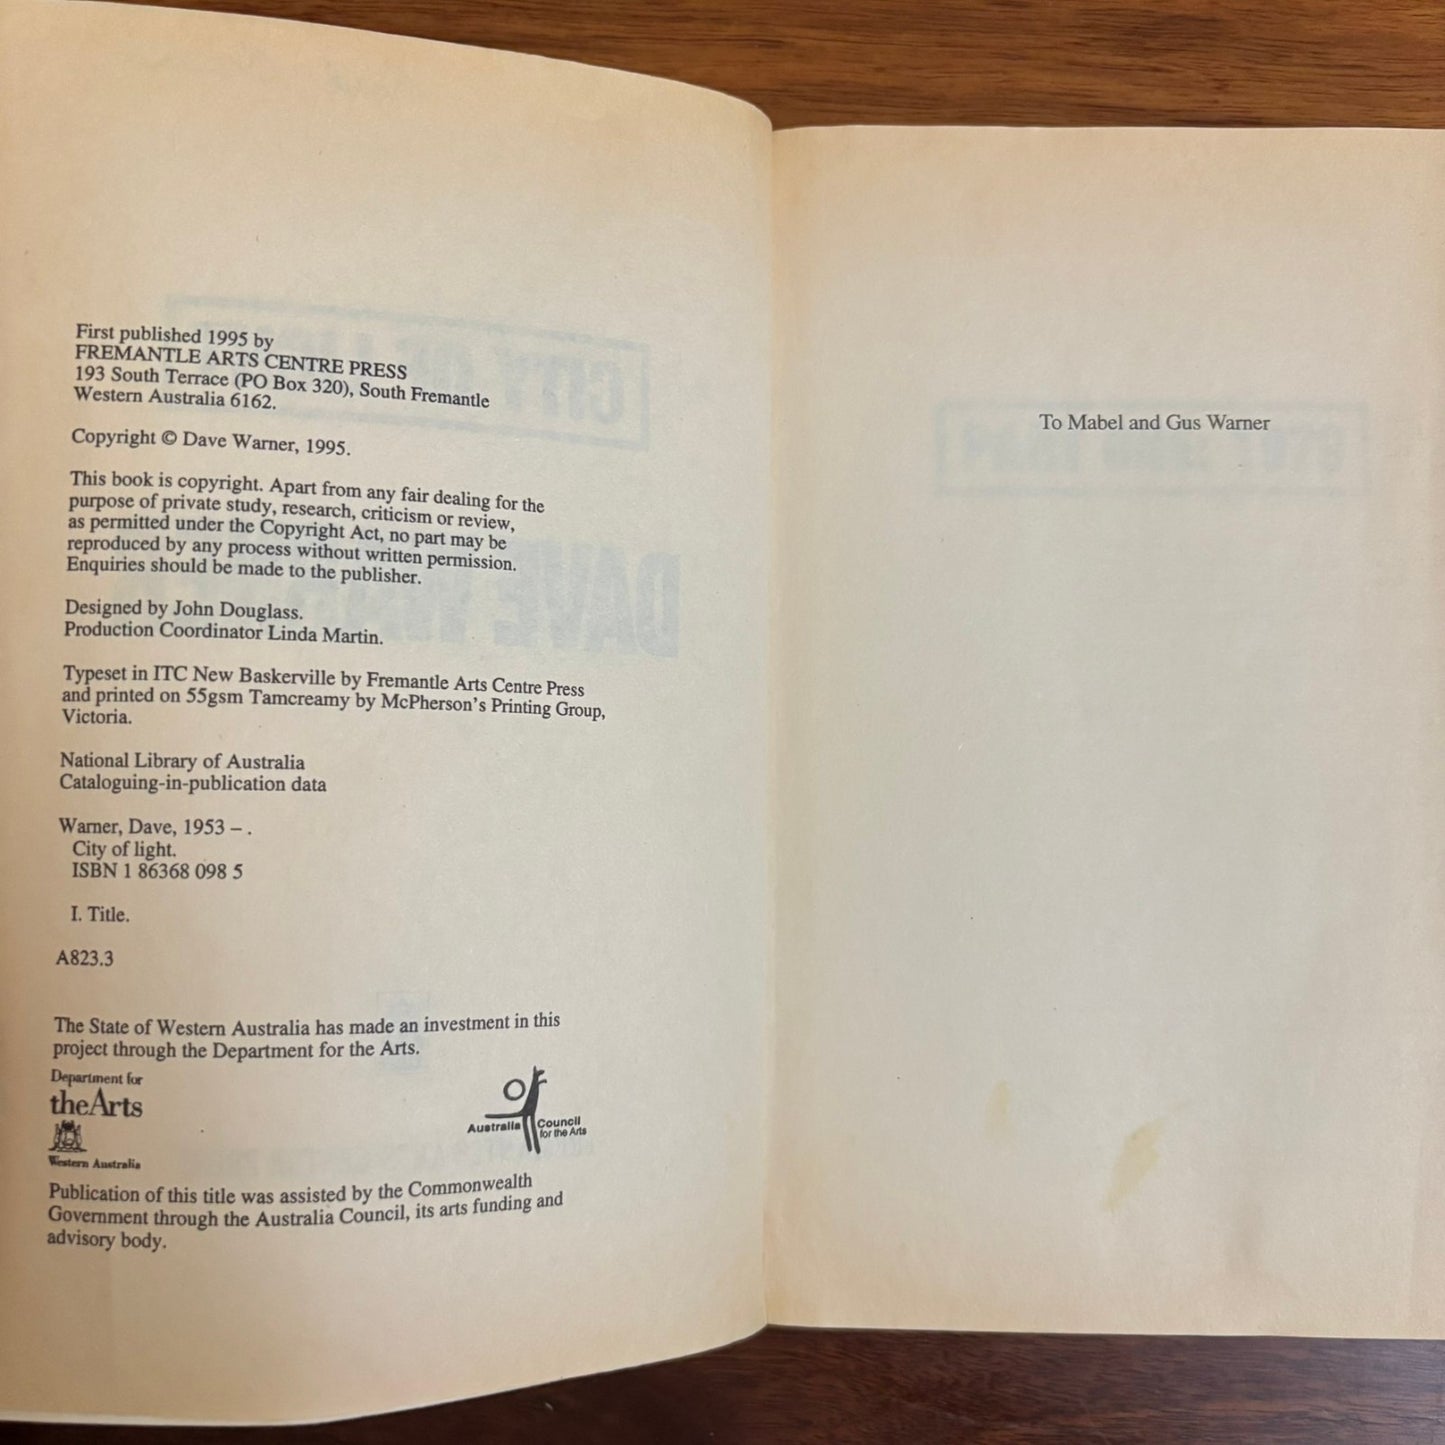 First published 1995 by
FREMANTLE ARTS CENTRE PRESS
193 South Terrace (PO Box 320), South Fremantle
Western Australia 6162.
Copyright © Dave Warner, 1995.
This book is copyright. Apart from any fair dealing for the
purpose of private study, research, criticism or review,
as permitted under the Copyright Act, no part may be
reproduced by any process without written permission.
Enquiries should be made to the publisher.
Designed by John Douglass.
Production Coordinator Linda Martin.
Typeset in ITC New Baskerville by Fremantle Arts Centre Press
and printed on 55gsm Tamcreamy by McPherson's Printing Group,
Victoria.
National Library of Australia
Cataloguing-in-publication data
Warner, Dave, 1953 – .
City of light.
ISBN 1 86368 098 5
I. Title.
A823.3
The State of Western Australia has made an investment in this
project through the Department for the Arts.
Department for
theArts
Western Australia
Australia Council
for the Arts
Publication of this title was assisted by the Commonwealth
Government through the Australia Council, its arts funding and
advisory body.
To Mabel and Gus Warner